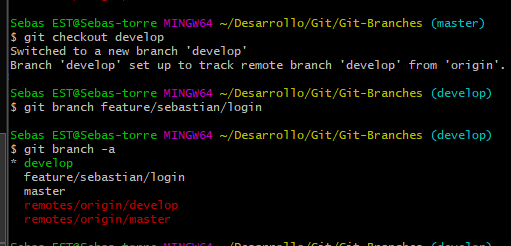 Sebas EST@Sebas-torre MINGW64 ~/Desarrollo/Git/Git-Branches (master)
$ git checkout develop
Switched to a new branch 'develop'
Branch 'develop' set up to track remote branch 'develop' from 'origin'.
Sebas EST@Sebas-torre MINGW64 ~/Desarrollo/Git/Git-Branches (develop)
$ git branch feature/sebastian/login
Sebas EST@Sebas-torre MINGW64 ~/Desarrollo/Git/Git-Branches (develop)
$ git branch -a
* develop
feature/sebastian/login
master
remotes/origin/develop
remotes/origin/master
Sebas EST@Sebas-torre MINGW64 ~/Desarrollo/Git/Git-Branches (develop)